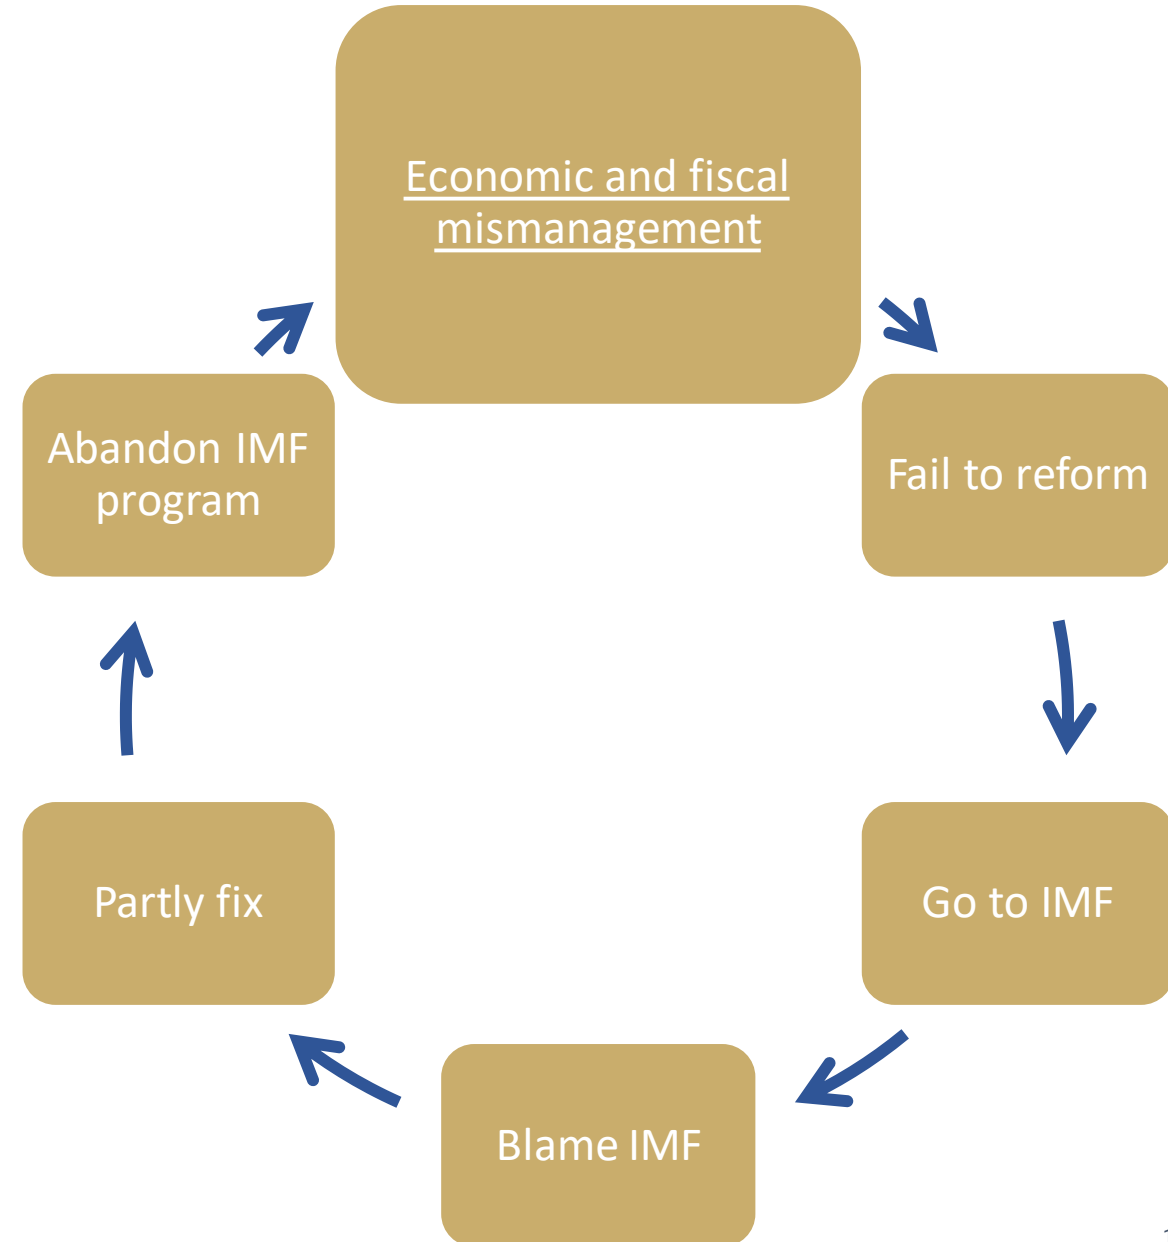 Economic and fiscal
mismanagement
Fail to reform
Go to IMF
Blame IMF
Partly fix
Abandon IMF
program